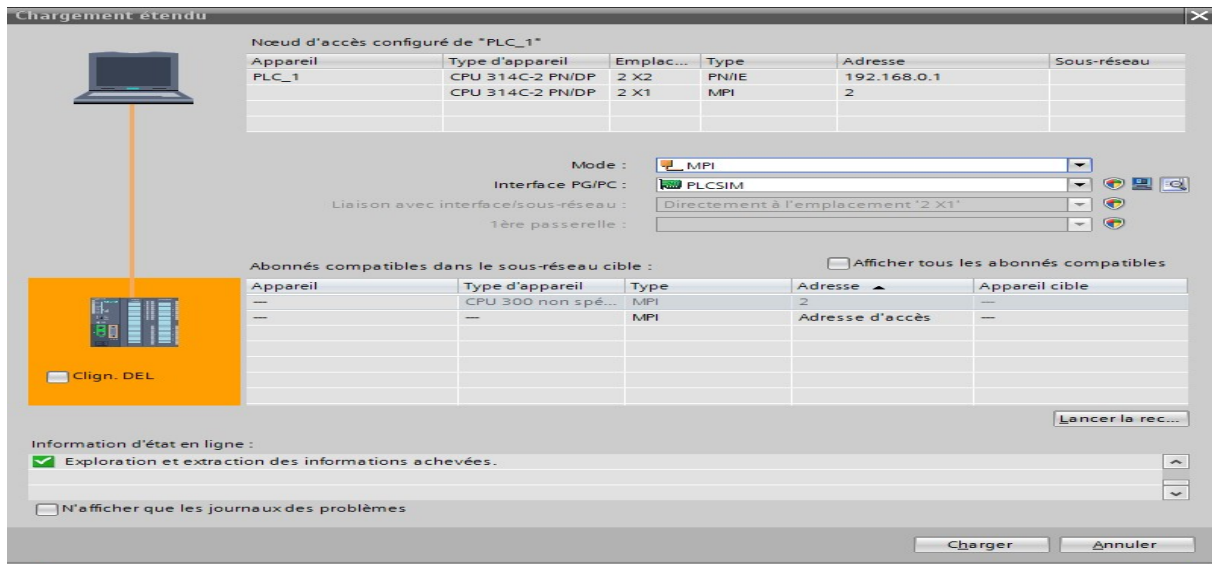 Chargement étendu
Nœud d'accès configuré de "PLC_1"
Appareil Type d'appareil Emplac... Type Adresse Sous-réseau
PLC_1 CPU 314C-2 PN/DP 2 X2 PN/IE 192.168.0.1
CPU 314C-2 PN/DP 2 X1 MPI 2
Mode : MPI
Interface PG/PC : PLCSIM
Liaison avec interface/sous-réseau : Directement à l'emplacement '2 X1'
1ère passerelle :
Abonnés compatibles dans le sous-réseau cible : Afficher tous les abonnés compatibles
Appareil Type d'appareil Type Adresse Appareil cible
— CPU 300 non spé... MPI 2 —
— — MPI Adresse d'accès —
Clign. DEL
Lancer la rec...
Information d'état en ligne :
Exploration et extraction des informations achevées.
N'afficher que les journaux des problèmes
Charger Annuler